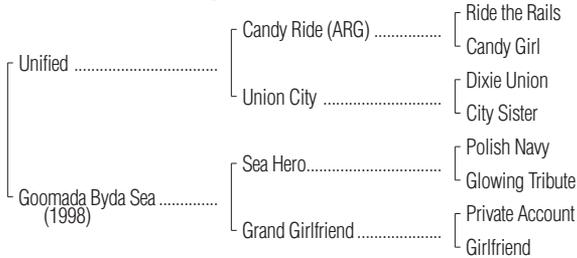 Ride the Rails
Candy Ride (ARG) ................
Candy Girl
Unified ..................................
Dixie Union
Union City ............................
City Sister
Polish Navy
Sea Hero................................
Glowing Tribute
Goomada Byda Sea ..............
(1998)
Private Account
Grand Girlfriend ....................
Girlfriend